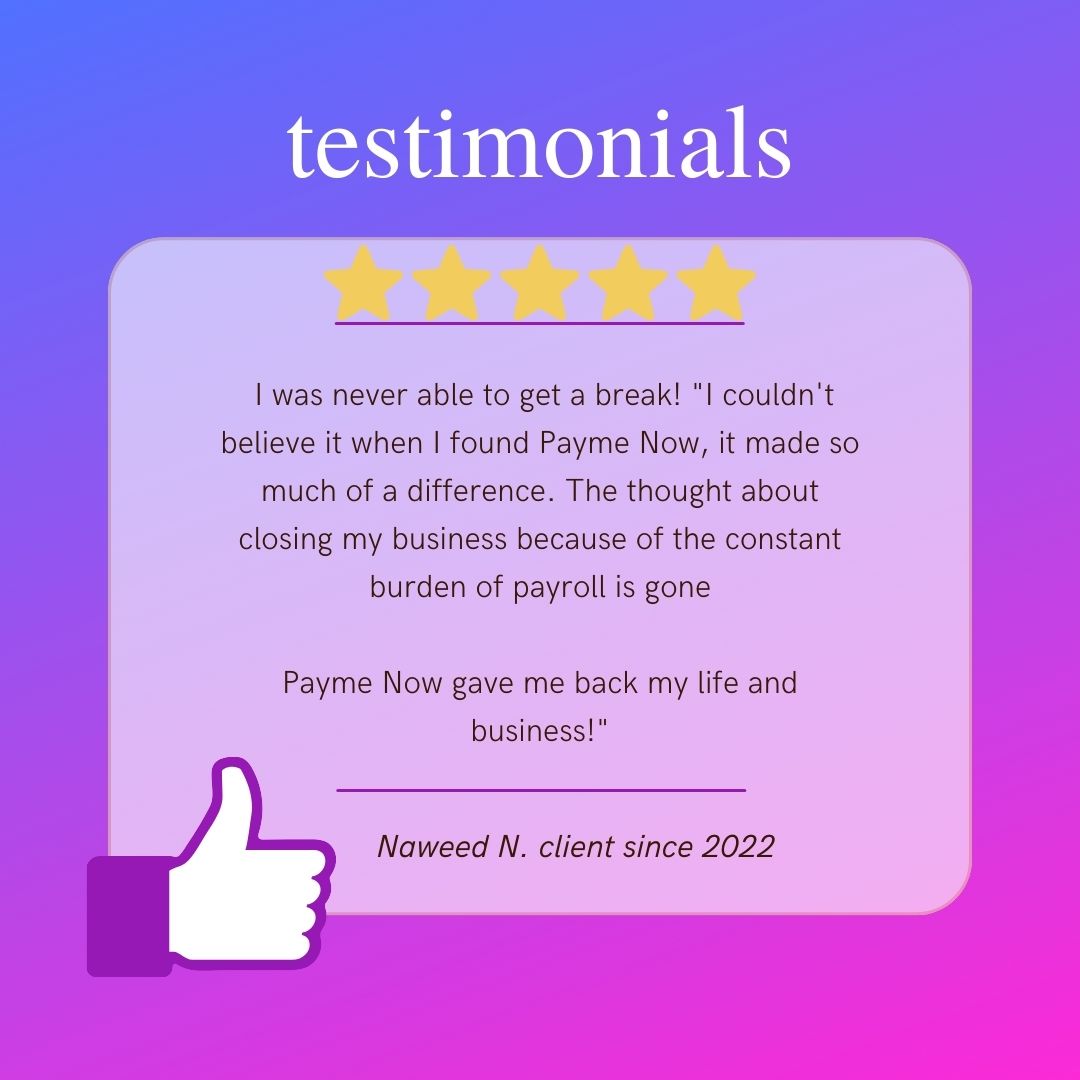 testimonials
I was never able to get a break! "I couldn't
believe it when I found Payme Now, it made so
much of a difference. The thought about
closing my business because of the constant
burden of payroll is gone
Payme Now gave me back my life and
business!"
Naweed N. client since 2022